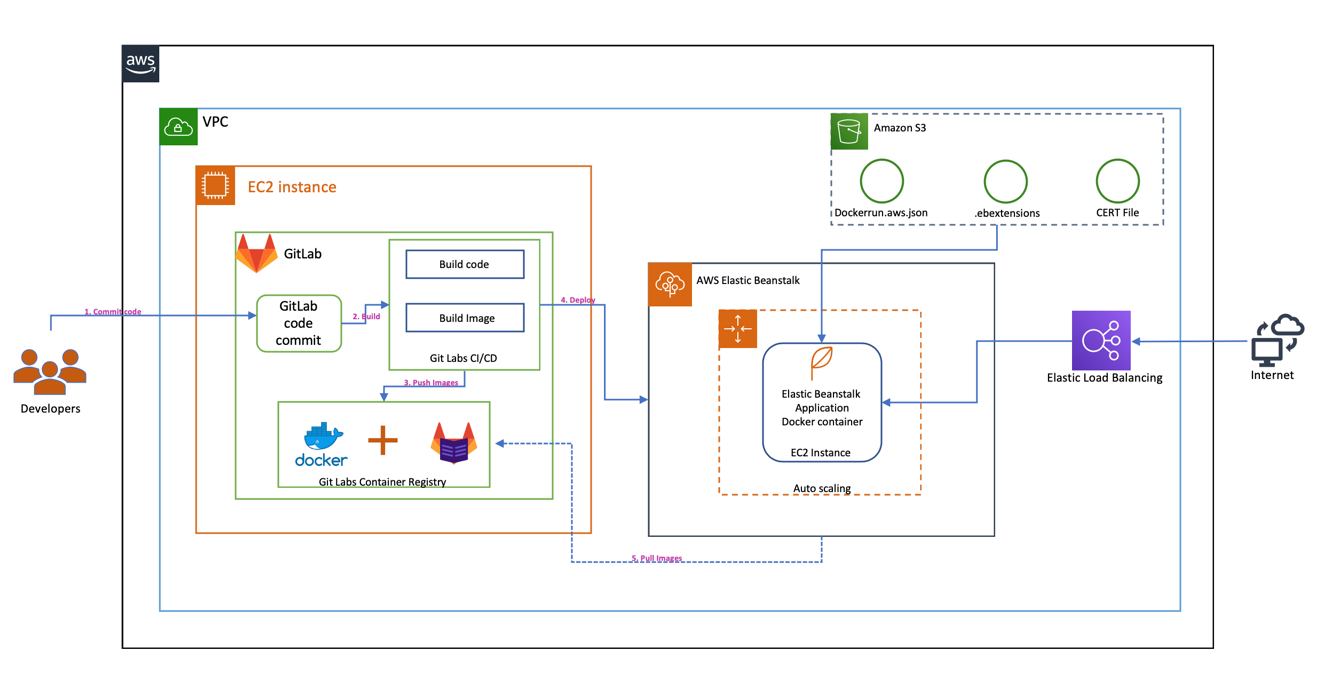 aws
VPC
Amazon S3
Dockerrun.aws.json
.ebextensions
CERT File
EC2 instance
GitLab
Build code
Build Image
Git Labs CI/CD
GitLab
code
commit
1. Commit code
2. Build
3. Push Images
4. Deploy
Developers
docker
Git Labs Container Registry
AWS Elastic Beanstalk
Elastic Beanstalk
Application
Docker container
EC2 Instance
Auto scaling
5. Pull Images
Elastic Load Balancing
Internet